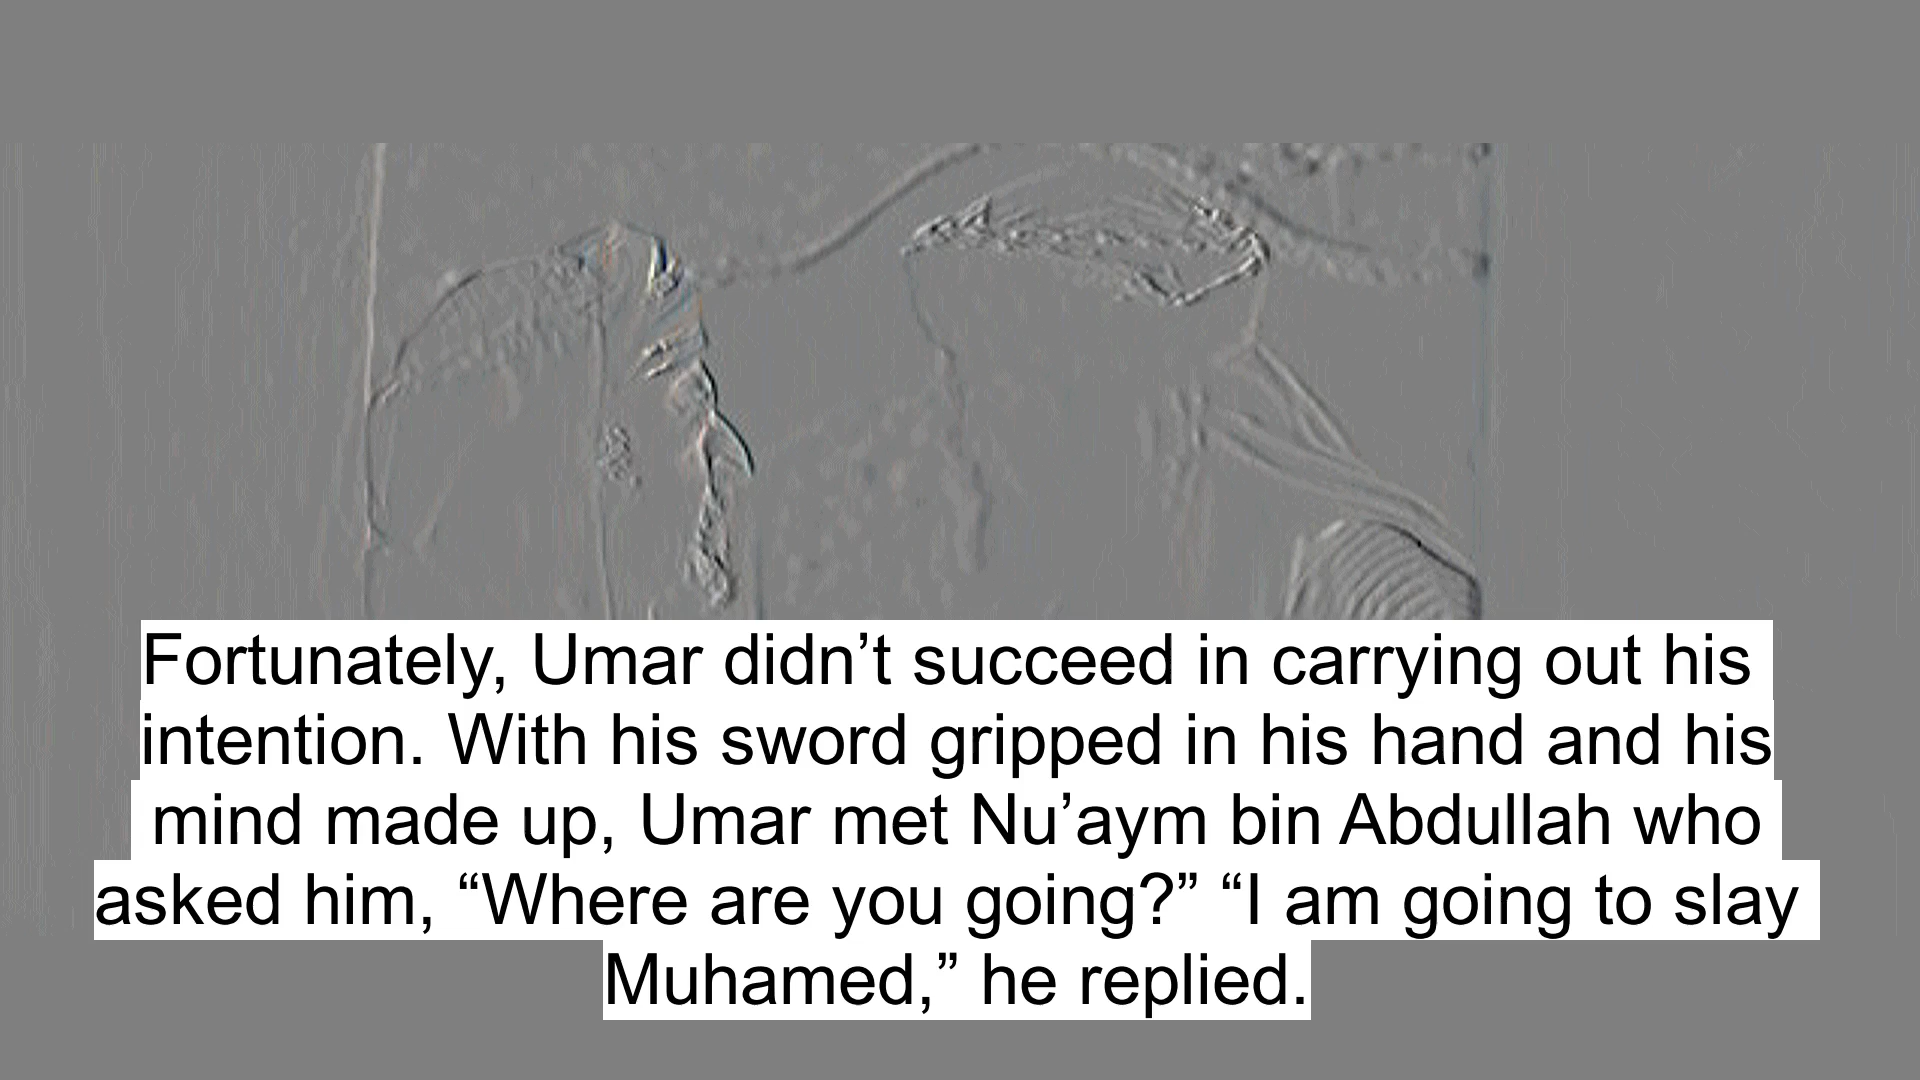 Fortunately, Umar didn’t succeed in carrying out his
intention. With his sword gripped in his hand and his
mind made up, Umar met Nu’aym bin Abdullah who
asked him, “Where are you going?” “I am going to slay
Muhamed,” he replied.